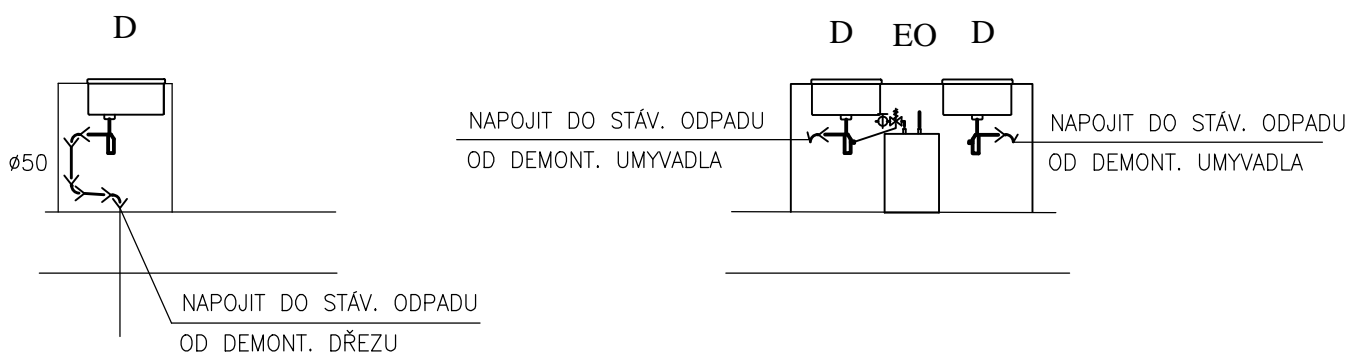 D
D EO D
NAPOJIT DO STÁV. ODPADU
OD DEMONT. UMYVADLA
NAPOJIT DO STÁV. ODPADU
OD DEMONT. UMYVADLA
ø50
NAPOJIT DO STÁV. ODPADU
OD DEMONT. DŘEZU